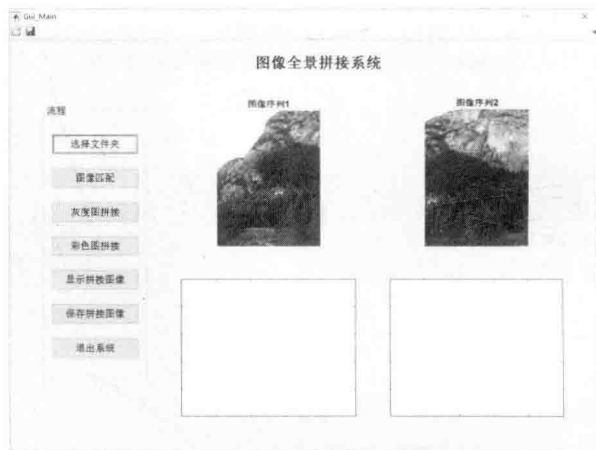 Gui_Main
图像全景拼接系统
流程
图像序列1
图像序列2
选择文件夹
图像匹配
灰度图拼接
彩色图拼接
显示拼接图像
保存拼接图像
退出系统